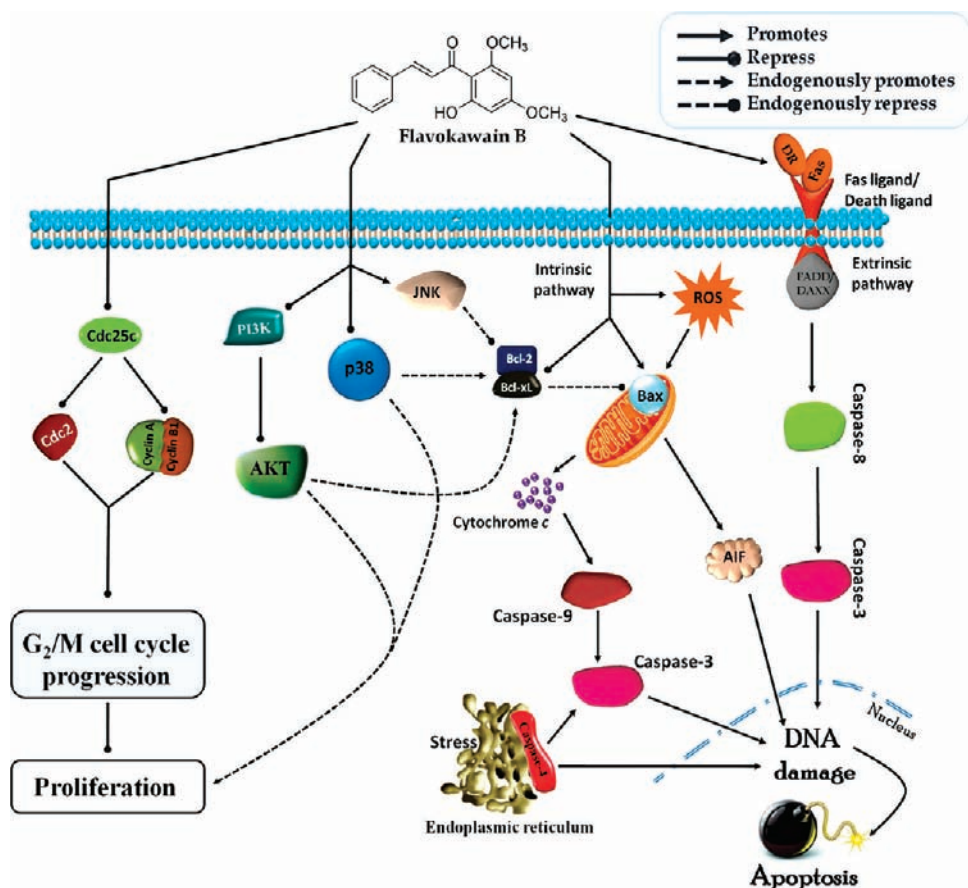 Promotes
Repress
Endogenously promotes
Endogenously repress
O
OCH₃
HO
OCH₃
Flavokawain B
DR
Fas
Fas ligand/
Death ligand
FADD/
DAXX
Extrinsic
pathway
Intrinsic
pathway
ROS
JNK
PI3K
Cdc25c
p38
Bcl-2
Bcl-xL
Bax
Cdc2
Cyclin A
Cyclin B1
AKT
Caspase-8
Cytochrome c
AIF
Caspase-3
Caspase-9
G₂/M cell cycle
progression
Caspase-3
Nucleus
Stress
DNA
damage
Proliferation
Endoplasmic reticulum
Apoptosis